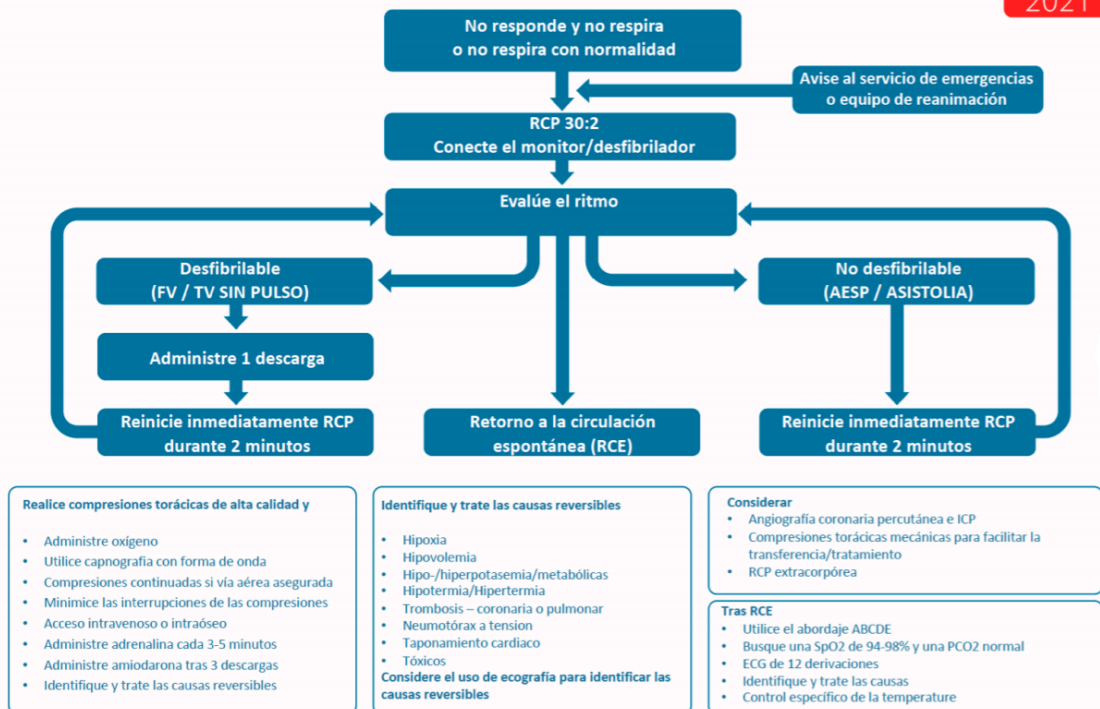 2021
No responde y no respira
o no respira con normalidad
Avise al servicio de emergencias
o equipo de reanimación
RCP 30:2
Conecte el monitor/desfibrilador
Evalúe el ritmo
Desfibrilable
(FV / TV SIN PULSO)
No desfibrilable
(AESP / ASISTOLIA)
Administre 1 descarga
Reinicie inmediatamente RCP
durante 2 minutos
Retorno a la circulación
espontánea (RCE)
Reinicie inmediatamente RCP
durante 2 minutos
Realice compresiones torácicas de alta calidad y
• Administre oxígeno
• Utilice capnografia con forma de onda
• Compresiones continuadas si vía aérea asegurada
• Minimice las interrupciones de las compresiones
• Acceso intravenoso o intraóseo
• Administre adrenalina cada 3-5 minutos
• Administre amiodarona tras 3 descargas
• Identifique y trate las causas reversibles
Identifique y trate las causas reversibles
• Hipoxia
• Hipovolemia
• Hipo-/hiperpotasemia/metabólicas
• Hipotermia/Hipertermia
• Trombosis – coronaria o pulmonar
• Neumotórax a tension
• Taponamiento cardiaco
• Tóxicos
Considere el uso de ecografía para identificar las
causas reversibles
Considerar
• Angiografía coronaria percutánea e ICP
• Compresiones torácicas mecánicas para facilitar la
transferencia/tratamiento
• RCP extracorpórea
Tras RCE
• Utilice el abordaje ABCDE
• Busque una SpO2 de 94-98% y una PCO2 normal
• ECG de 12 derivaciones
• Identifique y trate las causas
• Control específico de la temperature